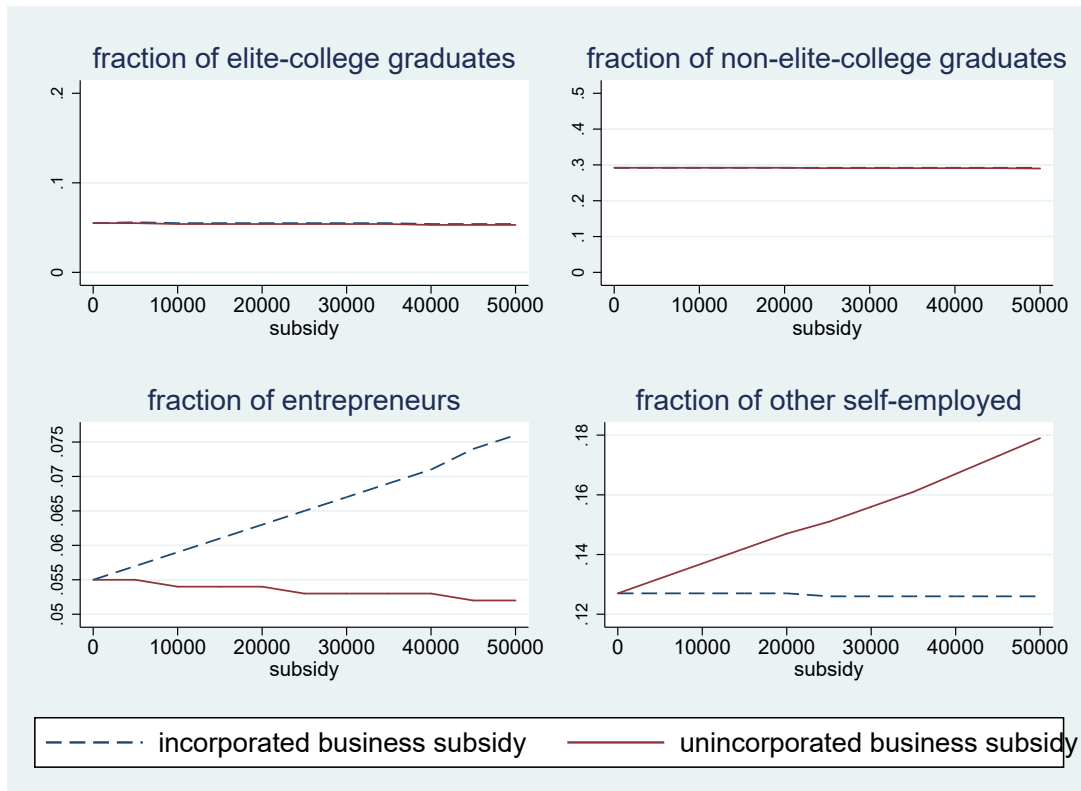 fraction of elite-college graduates
.2
.1
0
0 10000 20000 30000 40000 50000
subsidy
fraction of non-elite-college graduates
.5
.4
.3
.2
.1
0
0 10000 20000 30000 40000 50000
subsidy
fraction of entrepreneurs
.075
.07
.065
.06
.055
.05
0 10000 20000 30000 40000 50000
subsidy
fraction of other self-employed
.18
.16
.14
.12
0 10000 20000 30000 40000 50000
subsidy
incorporated business subsidy
unincorporated business subsidy